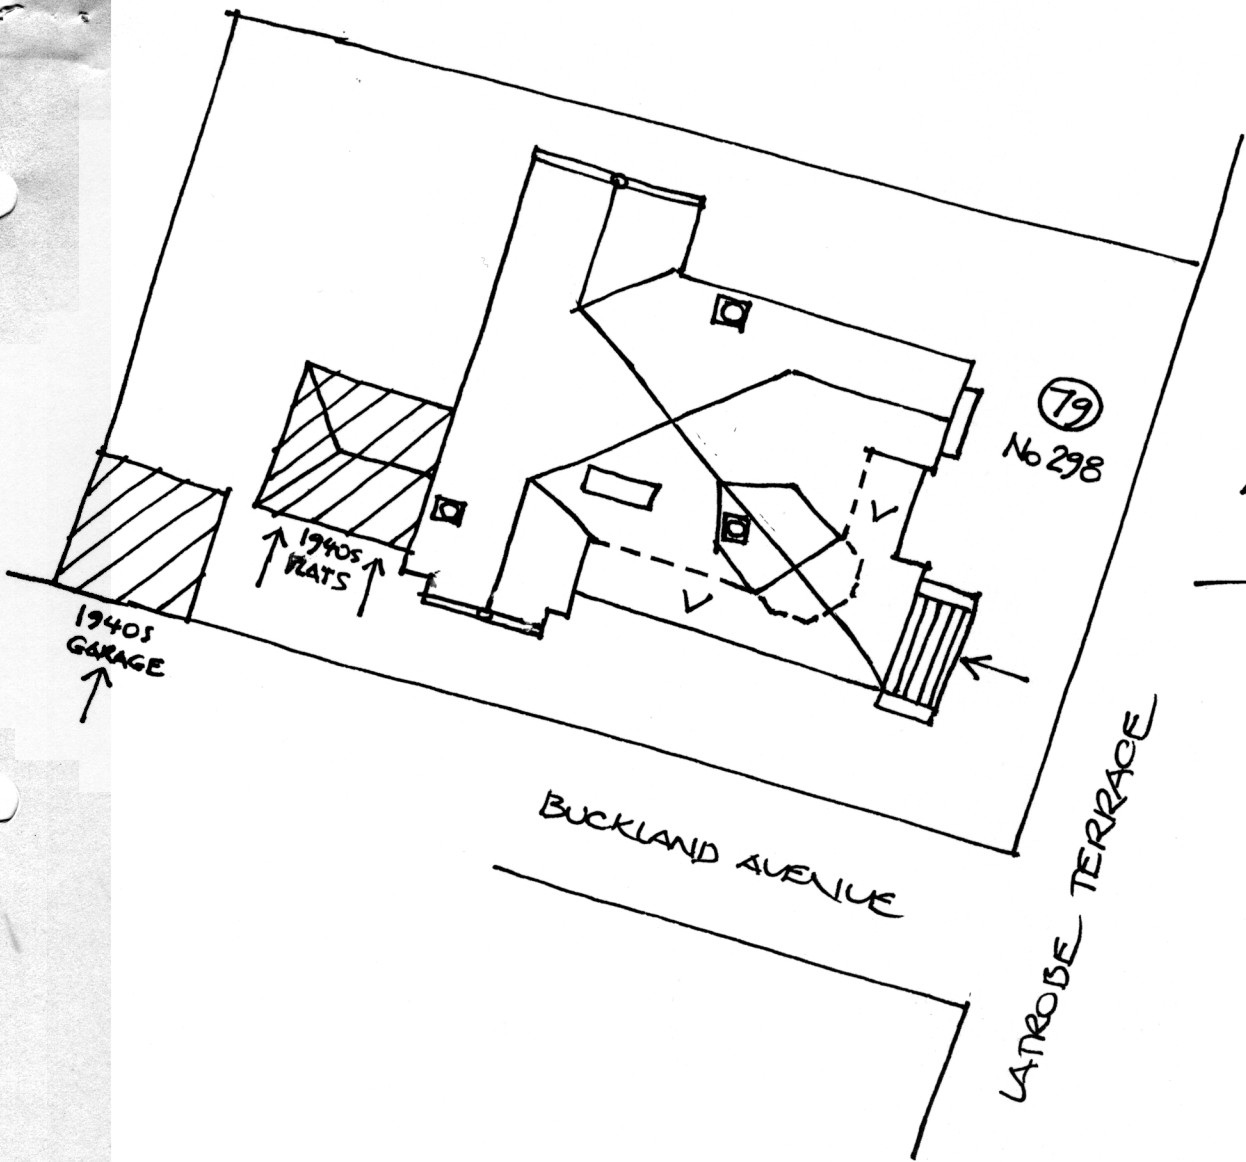 79
No 298
V
1940s
FLATS
V
1940s
GARAGE
BUCKLAND AVENUE
LATROBE TERRACE